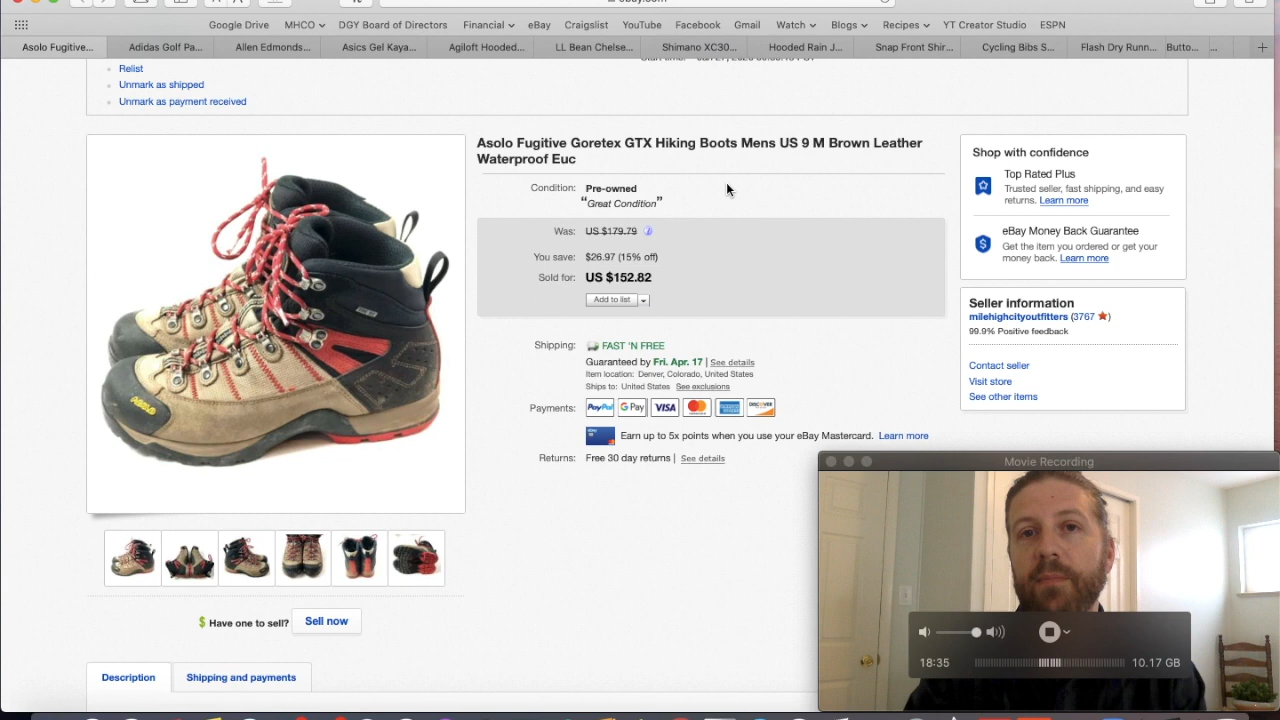 ebay.com
Google Drive MHCO DGY Board of Directors Financial eBay Craigslist YouTube Facebook Gmail Watch Blogs Recipes YT Creator Studio ESPN
Asolo Fugitive... Adidas Golf Pa... Allen Edmonds... Asics Gel Kaya... Agiloft Hooded... LL Bean Chelse... Shimano XC30... Hooded Rain J... Snap Front Shir... Cycling Bibs S... Flash Dry Runn... Butto... ...
Relist
Unmark as shipped
Unmark as payment received
Asolo Fugitive Goretex GTX Hiking Boots Mens US 9 M Brown Leather
Waterproof Euc
Condition: Pre-owned
“Great Condition”
Was: US $179.79
You save: $26.97 (15% off)
Sold for: US $152.82
Add to list
Shipping: FAST 'N FREE
Guaranteed by Fri. Apr. 17 | See details
Item location: Denver, Colorado, United States
Ships to: United States See exclusions
Payments: PayPal G Pay VISA DISCOVER
Earn up to 5x points when you use your eBay Mastercard. Learn more
Returns: Free 30 day returns | See details
Shop with confidence
Top Rated Plus
Trusted seller, fast shipping, and easy
returns. Learn more
eBay Money Back Guarantee
Get the item you ordered or get your
money back. Learn more
Seller information
milehighcityoutfitters (3767 ★)
99.9% Positive feedback
Contact seller
Visit store
See other items
$ Have one to sell? Sell now
Description Shipping and payments
Movie Recording
18:35 10.17 GB